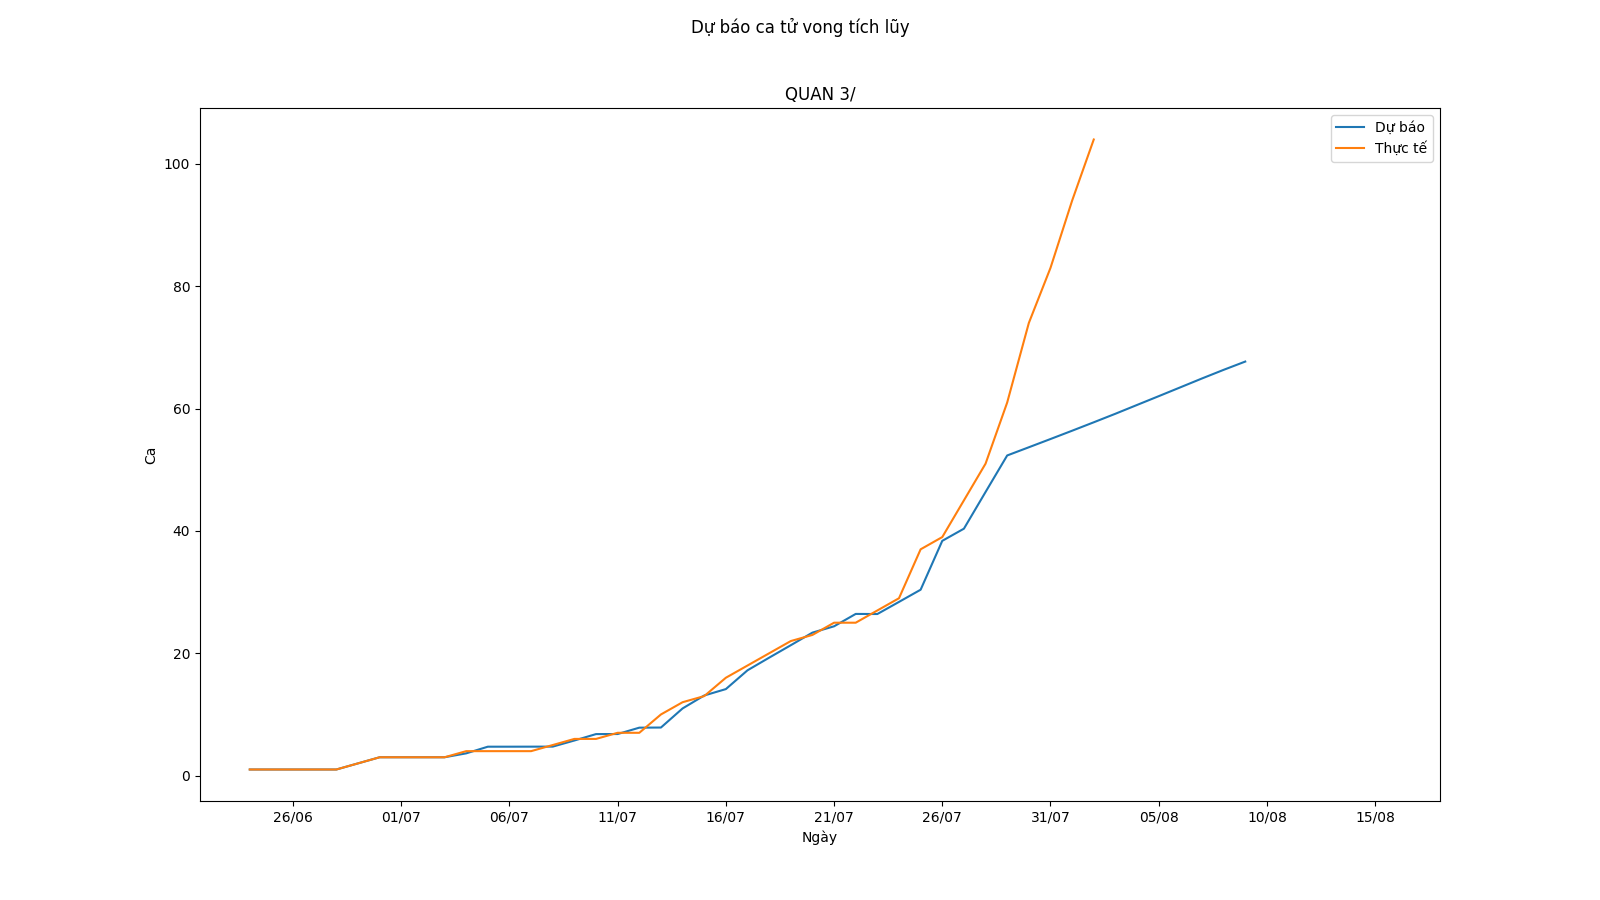 Dự báo ca tử vong tích lũy
QUAN 3/
Dự báo
Thực tế
100
80
60
40
20
0
Ca
26/06 01/07 06/07 11/07 16/07 21/07 26/07 31/07 05/08 10/08 15/08
Ngày